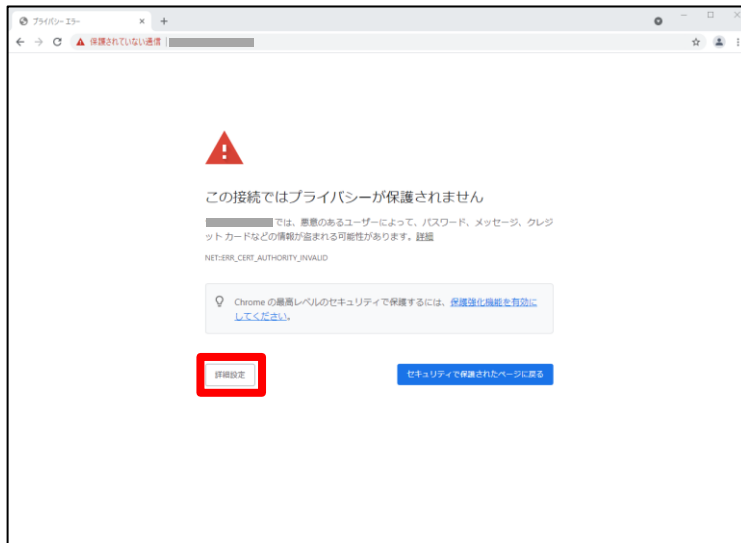 プライバシー エラー
保護されていない通信
この接続ではプライバシーが保護されません
では、悪意のあるユーザーによって、パスワード、メッセージ、クレジ
ット カードなどの情報が盗まれる可能性があります。詳細
NET::ERR_CERT_AUTHORITY_INVALID
Chrome の最高レベルのセキュリティで保護するには、保護強化機能を有効に
してください。
詳細設定
セキュリティで保護されたページに戻る